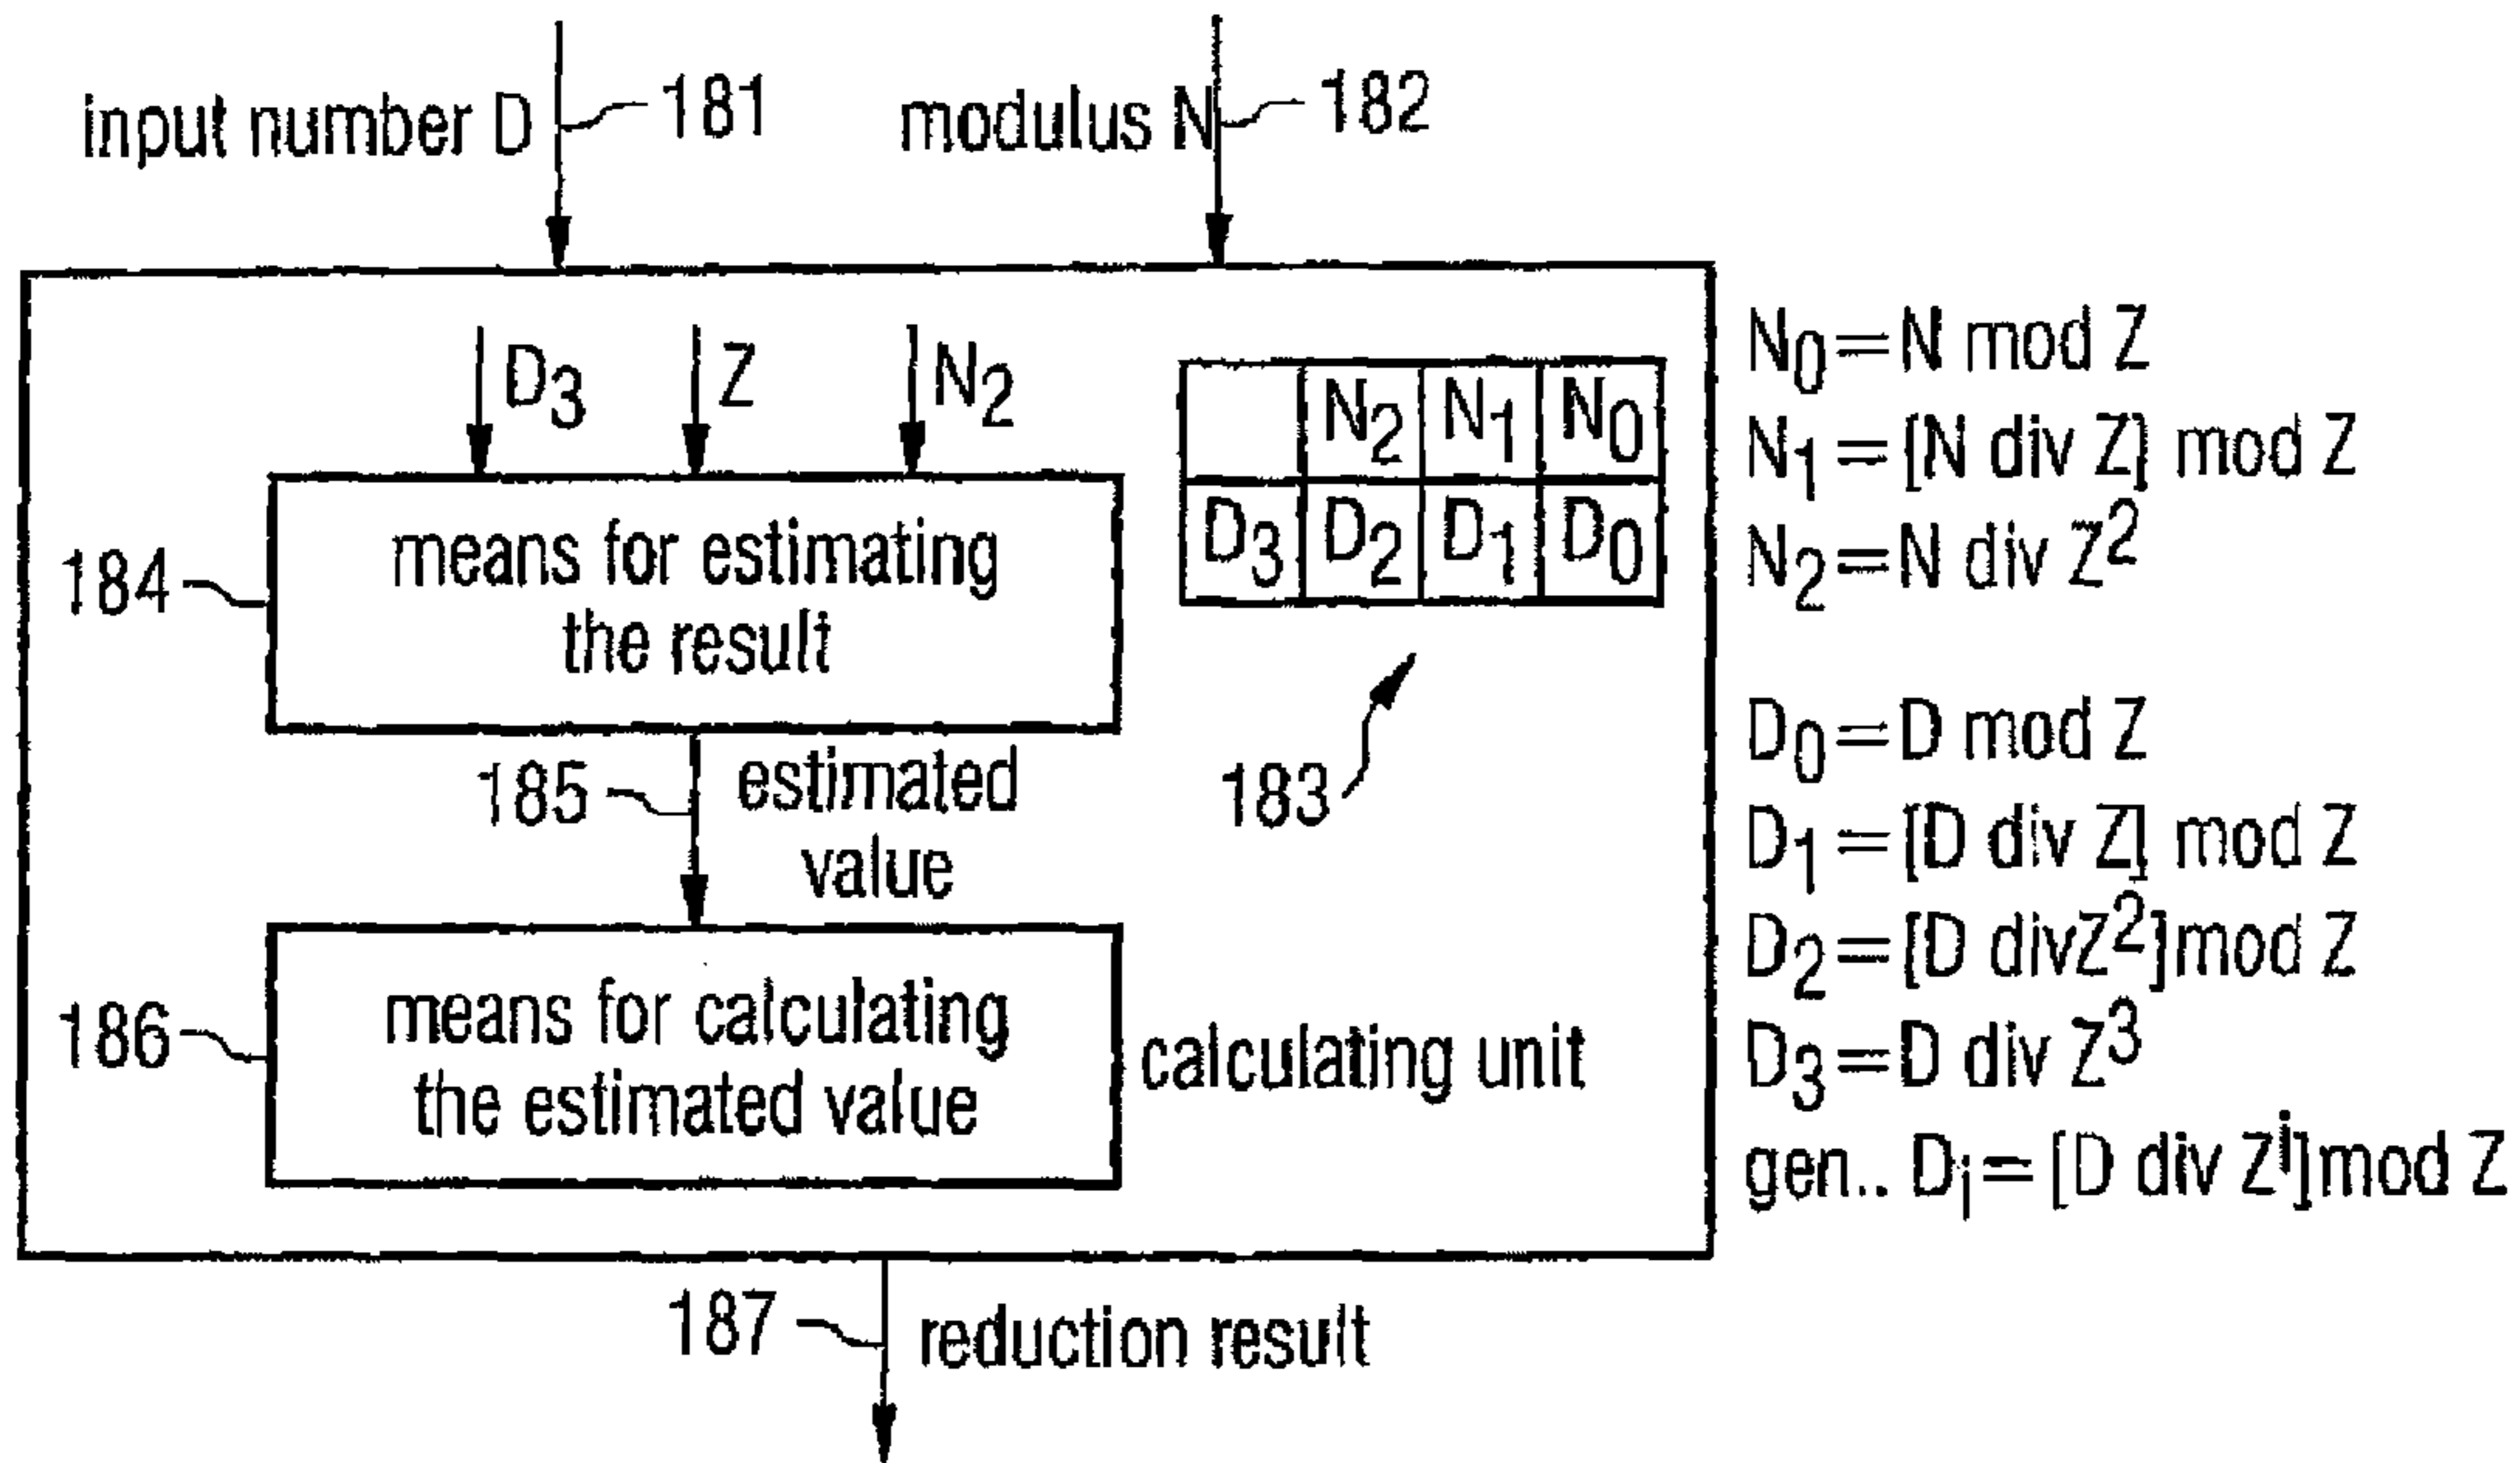 input number D 181 modulus N 182
D₃ Z N₂
N₂ N₁ N₀
D₃ D₂ D₁ D₀
184 means for estimating
the result
183
185 estimated
value
186 means for calculating
the estimated value
calculating unit
187 reduction result
N₀=N mod Z
N₁=[N div Z] mod Z
N₂=N div Z²
D₀=D mod Z
D₁=[D div Z] mod Z
D₂=[D divZ²]mod Z
D₃=D div Z³
gen.. Dᵢ=[D div Zⁱ]mod Z